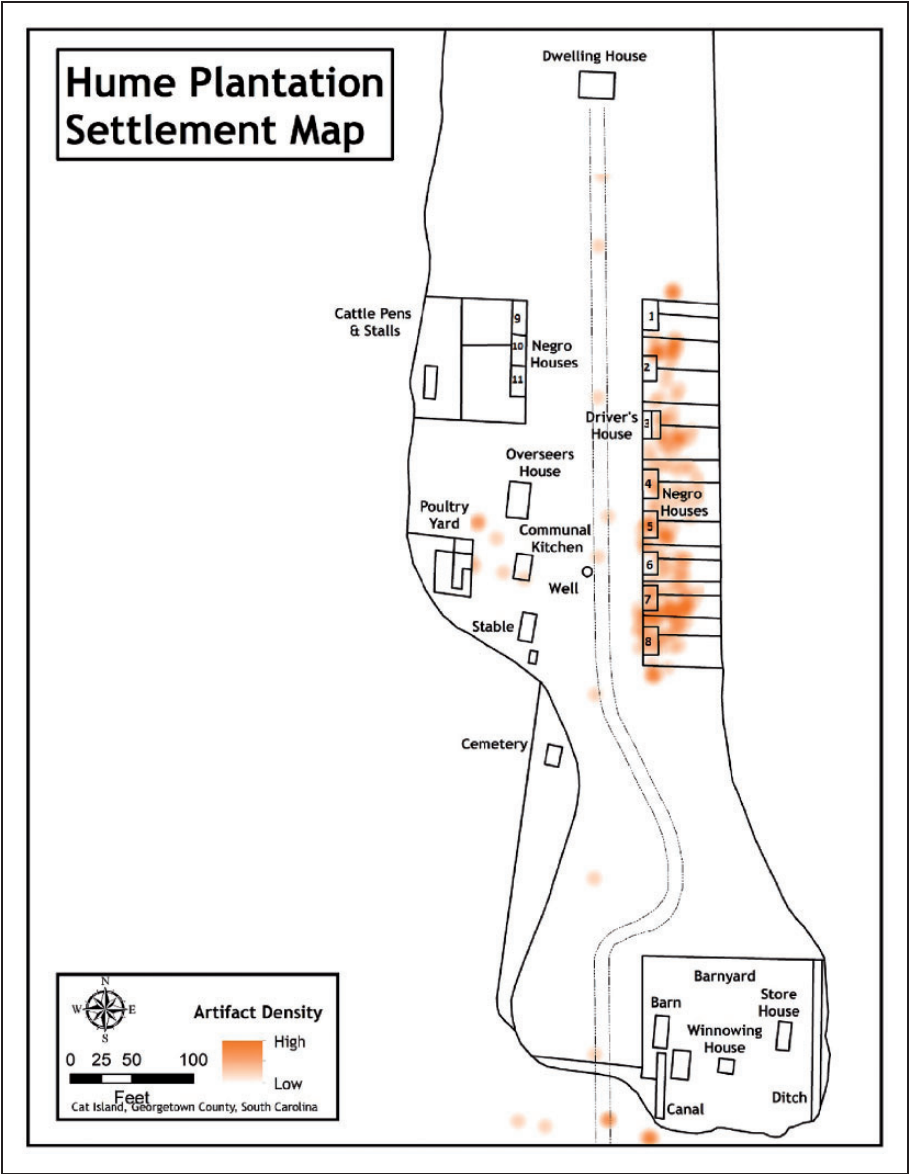 Hume Plantation
Settlement Map
Dwelling House
Cattle Pens
& Stalls
9
10
11
Negro
Houses
1
2
Driver's
House
3
Overseers
House
4
Negro
Houses
Poultry
Yard
Communal
Kitchen
5
6
Well
7
Stable
8
Cemetery
Barnyard
Barn
Store
House
Winnowing
House
Ditch
Canal
N
W E
S
Artifact Density
High
Low
0 25 50 100
Feet
Cat Island, Georgetown County, South Carolina